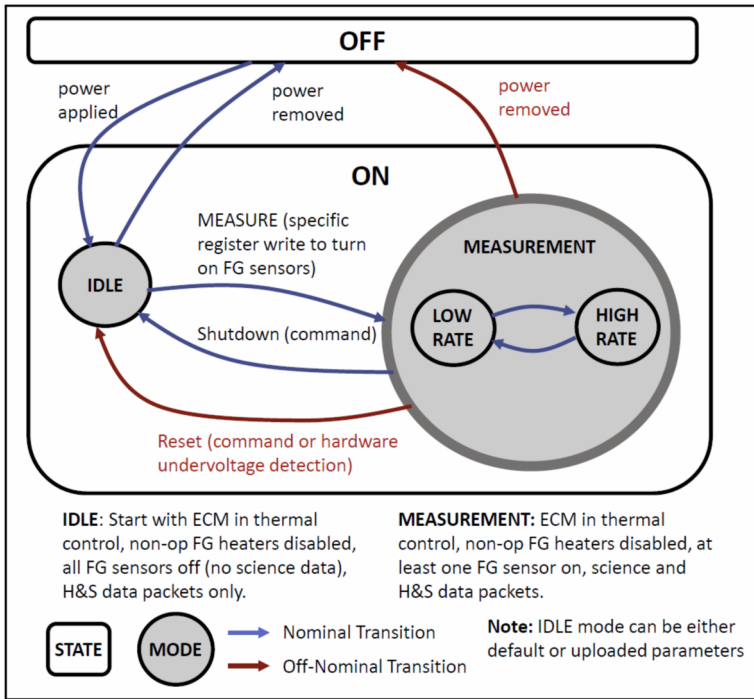 OFF
power
applied
power
removed
power
removed
ON
MEASURE (specific
register write to turn
on FG sensors)
MEASUREMENT
IDLE
LOW
RATE
HIGH
RATE
Shutdown (command)
Reset (command or hardware
undervoltage detection)
IDLE: Start with ECM in thermal
control, non-op FG heaters disabled,
all FG sensors off (no science data),
H&S data packets only.
MEASUREMENT: ECM in thermal
control, non-op FG heaters disabled, at
least one FG sensor on, science and
H&S data packets.
STATE
MODE
Nominal Transition
Off-Nominal Transition
Note: IDLE mode can be either
default or uploaded parameters